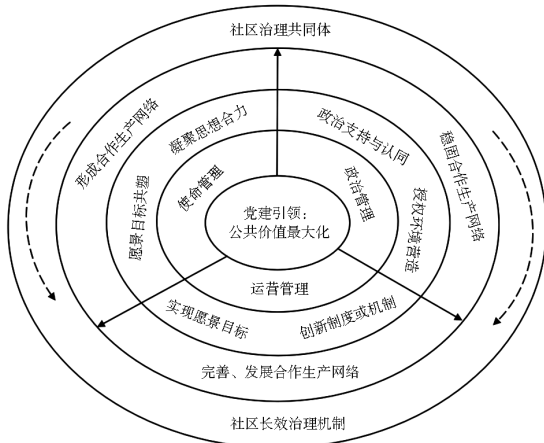 社区治理共同体
形成合作生产网络
稳固合作生产网络
凝聚思想合力
政治支持与认同
愿景目标共塑
使命管理
政治管理
授权环境营造
党建引领：
公共价值最大化
运营管理
实现愿景目标
创新制度或机制
完善、发展合作生产网络
社区长效治理机制